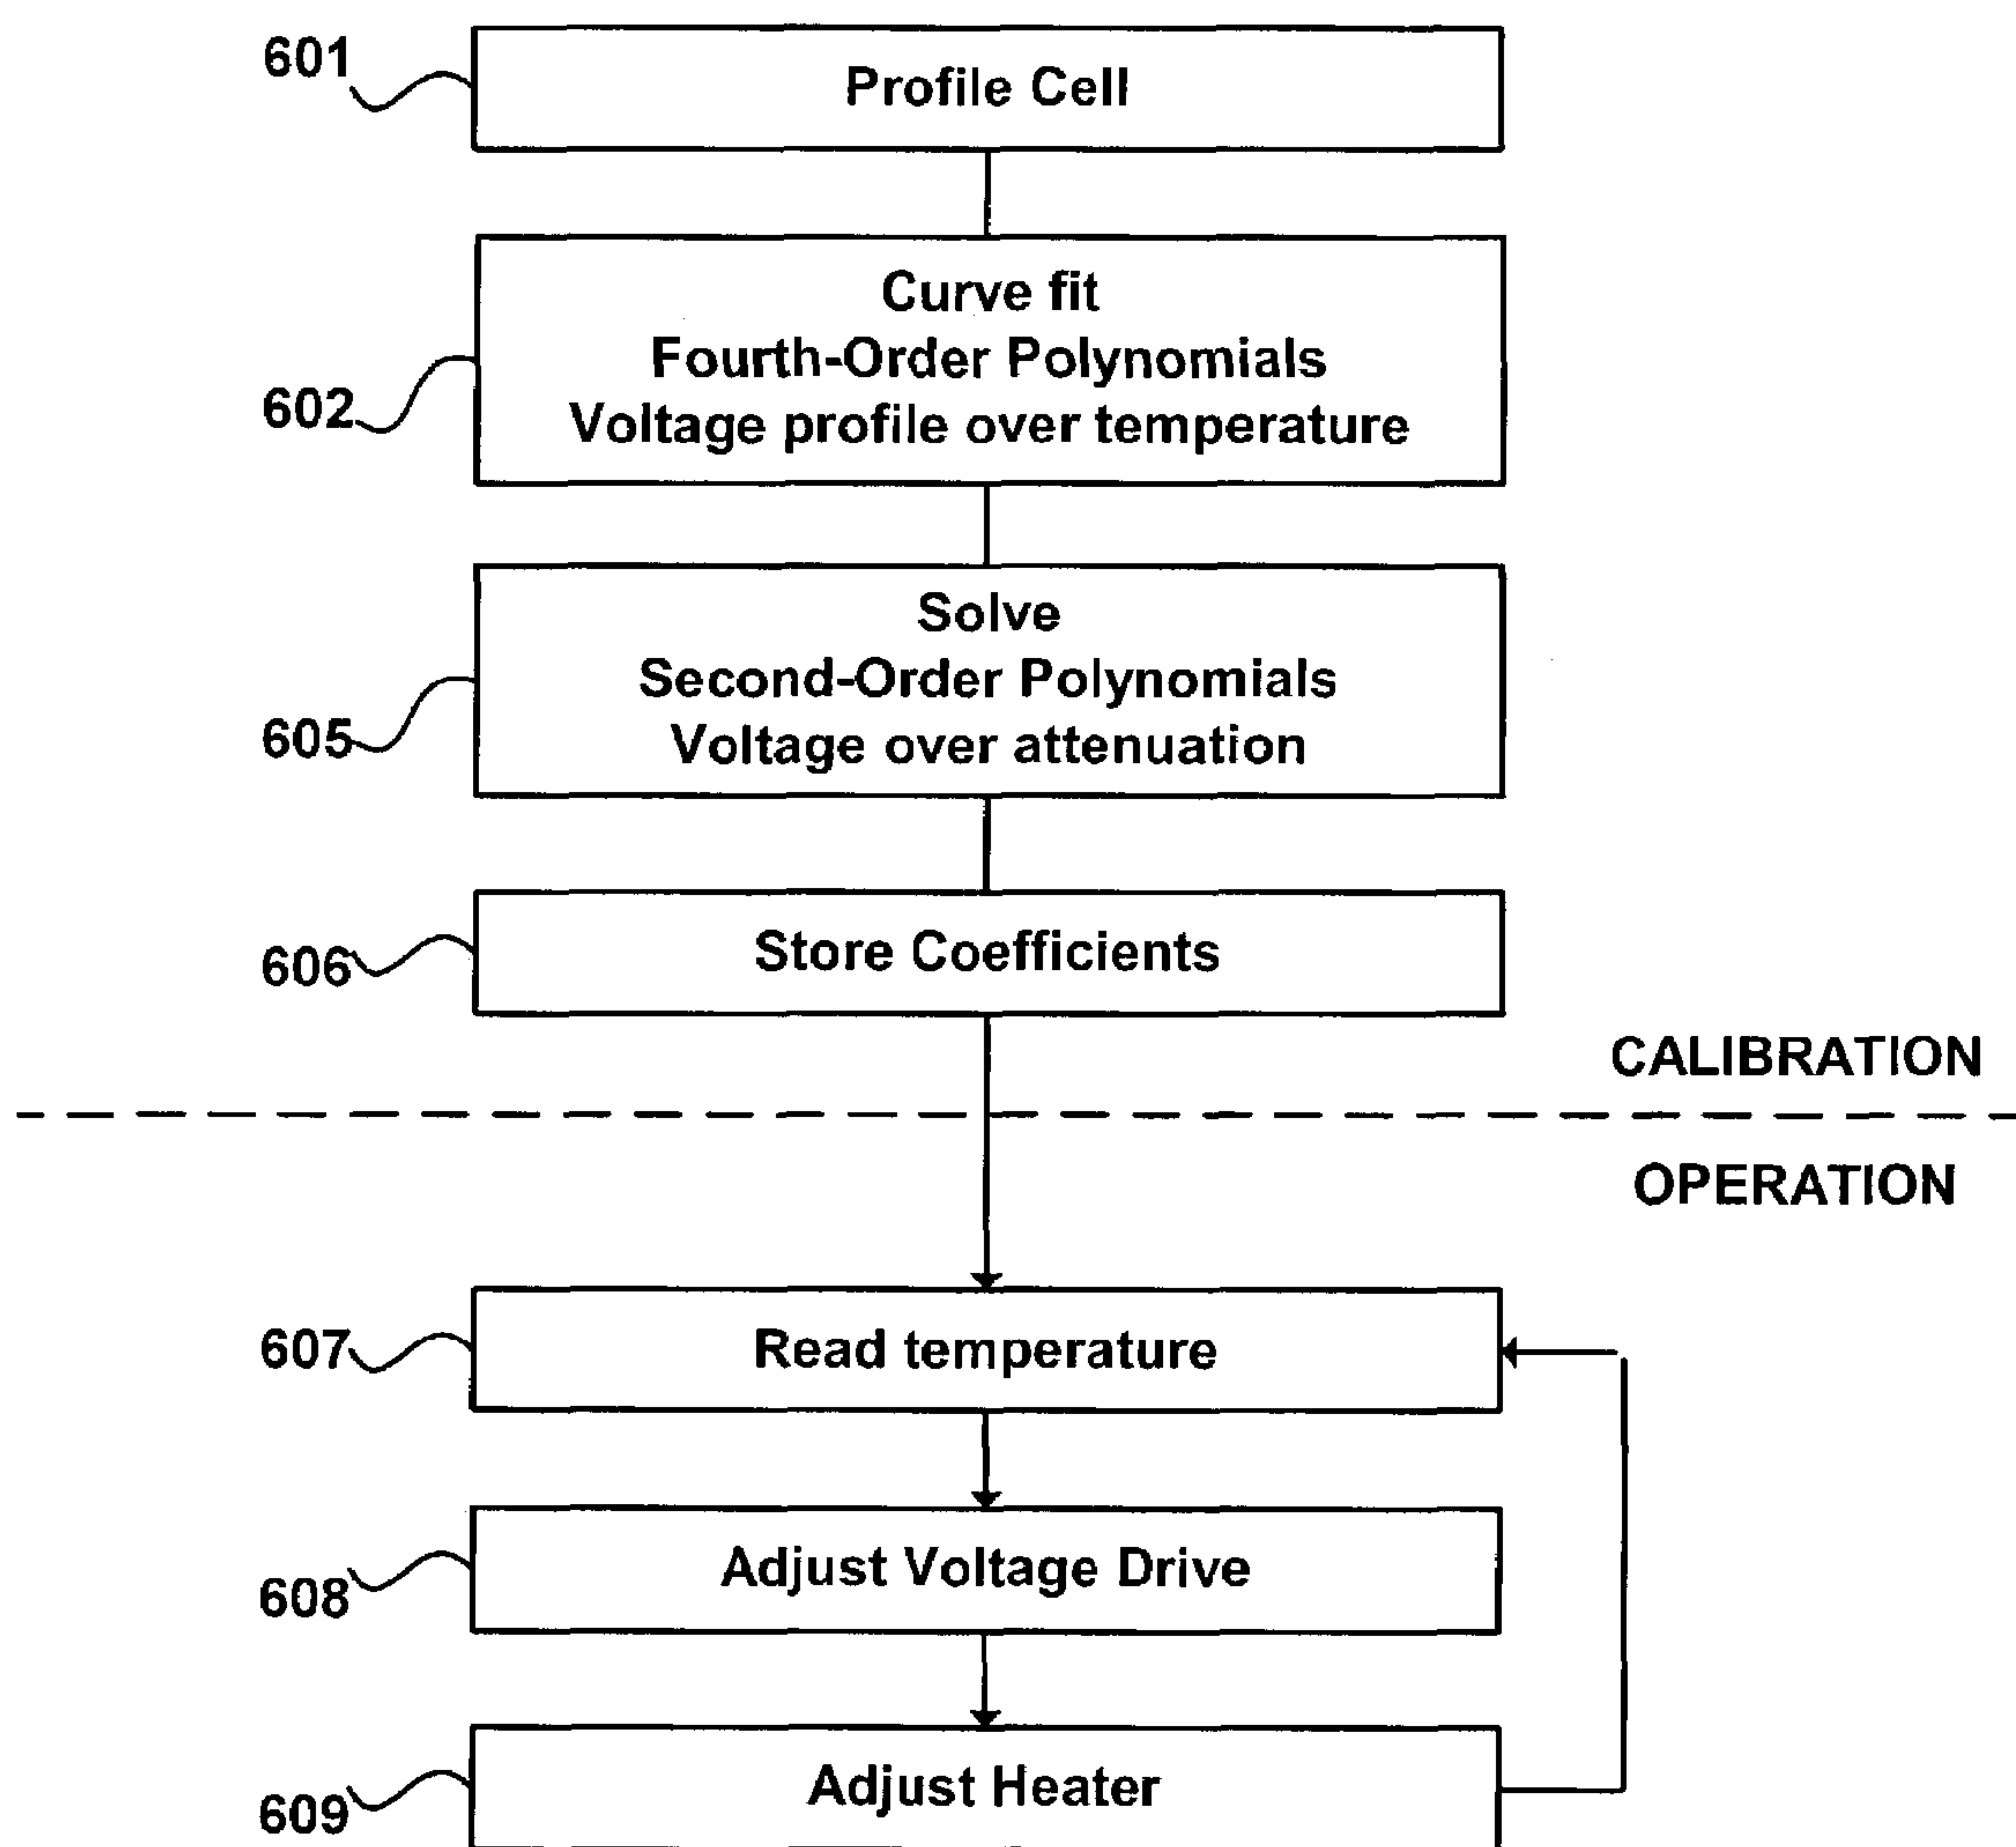 601
Profile Cell
602
Curve fit
Fourth-Order Polynomials
Voltage profile over temperature
605
Solve
Second-Order Polynomials
Voltage over attenuation
606
Store Coefficients
CALIBRATION
OPERATION
607
Read temperature
608
Adjust Voltage Drive
609
Adjust Heater